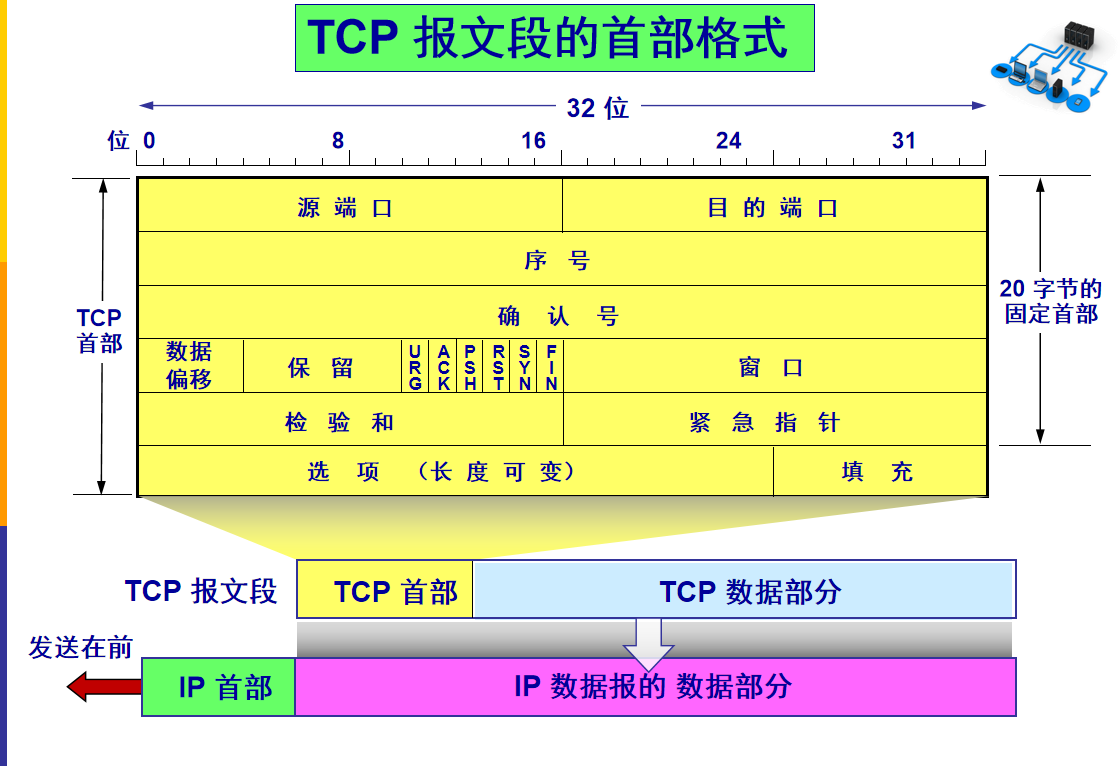 TCP 报文段的首部格式
32 位
位 0 8 16 24 31
源 端 口 目 的 端 口
序 号
确 认 号
TCP
首部
20 字节的
固定首部
数据
偏移
保 留
URG
ACK
PSH
RST
SYN
FIN
窗 口
检 验 和 紧 急 指 针
选 项 (长 度 可 变) 填 充
TCP 报文段 TCP 首部 TCP 数据部分
发送在前
IP 首部 IP 数据报的 数据部分